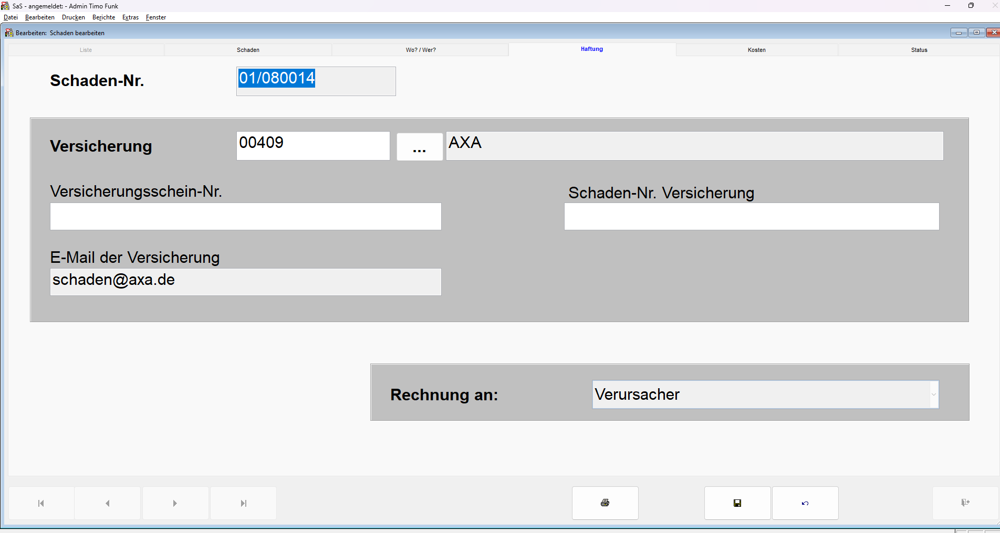 SaS - angemeldet: - Admin Timo Funk
Datei Bearbeiten Drucken Berichte Extras Fenster
Bearbeiten: Schaden bearbeiten
Liste Schaden Wo? / Wer? Haftung Kosten Status
Schaden-Nr. 01/080014
Versicherung 00409 ... AXA
Versicherungsschein-Nr. Schaden-Nr. Versicherung
E-Mail der Versicherung
schaden@axa.de
Rechnung an: Verursacher